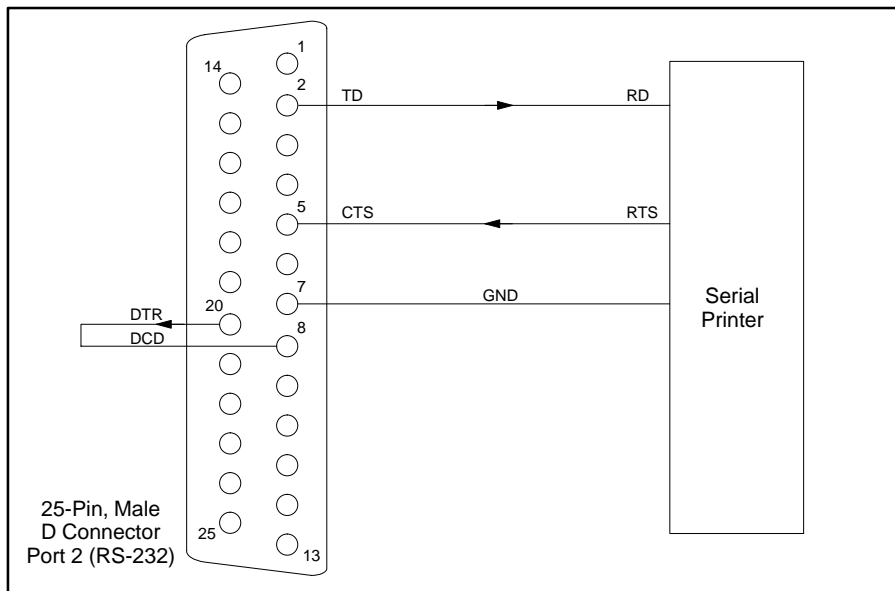 1
14
2
TD
RD
5
CTS
RTS
7
GND
20
DTR
8
DCD
Serial
Printer
25-Pin, Male
D Connector
Port 2 (RS-232)
25
13